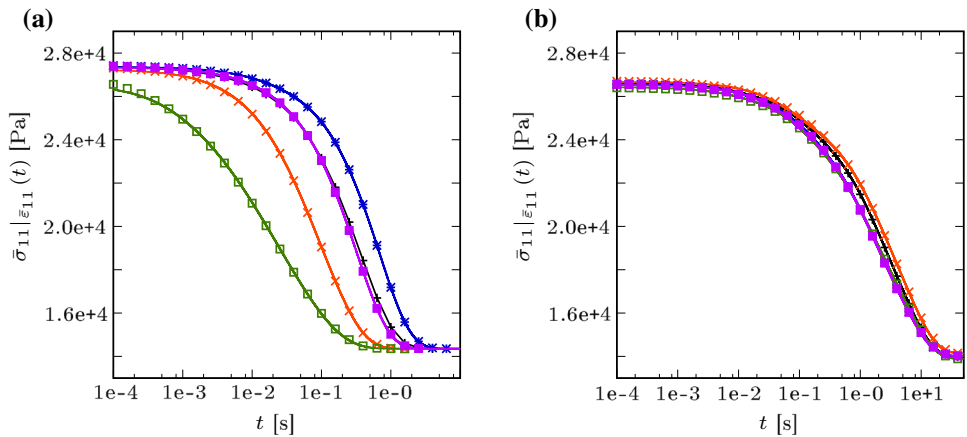 (a)
σ̄₁₁|ε̄₁₁(t) [Pa]
2.8e+4
2.4e+4
2.0e+4
1.6e+4
1e-4 1e-3 1e-2 1e-1 1e-0
t [s]
(b)
σ̄₁₁|ε̄₁₁(t) [Pa]
2.8e+4
2.4e+4
2.0e+4
1.6e+4
1e-4 1e-3 1e-2 1e-1 1e-0 1e+1
t [s]